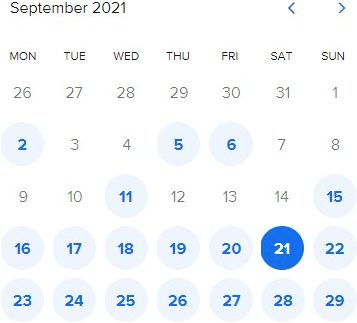 September 2021
MON TUE WED THU FRI SAT SUN
26 27 28 29 30 31 1
2 3 4 5 6 7 8
9 10 11 12 13 14 15
16 17 18 19 20 21 22
23 24 25 26 27 28 29